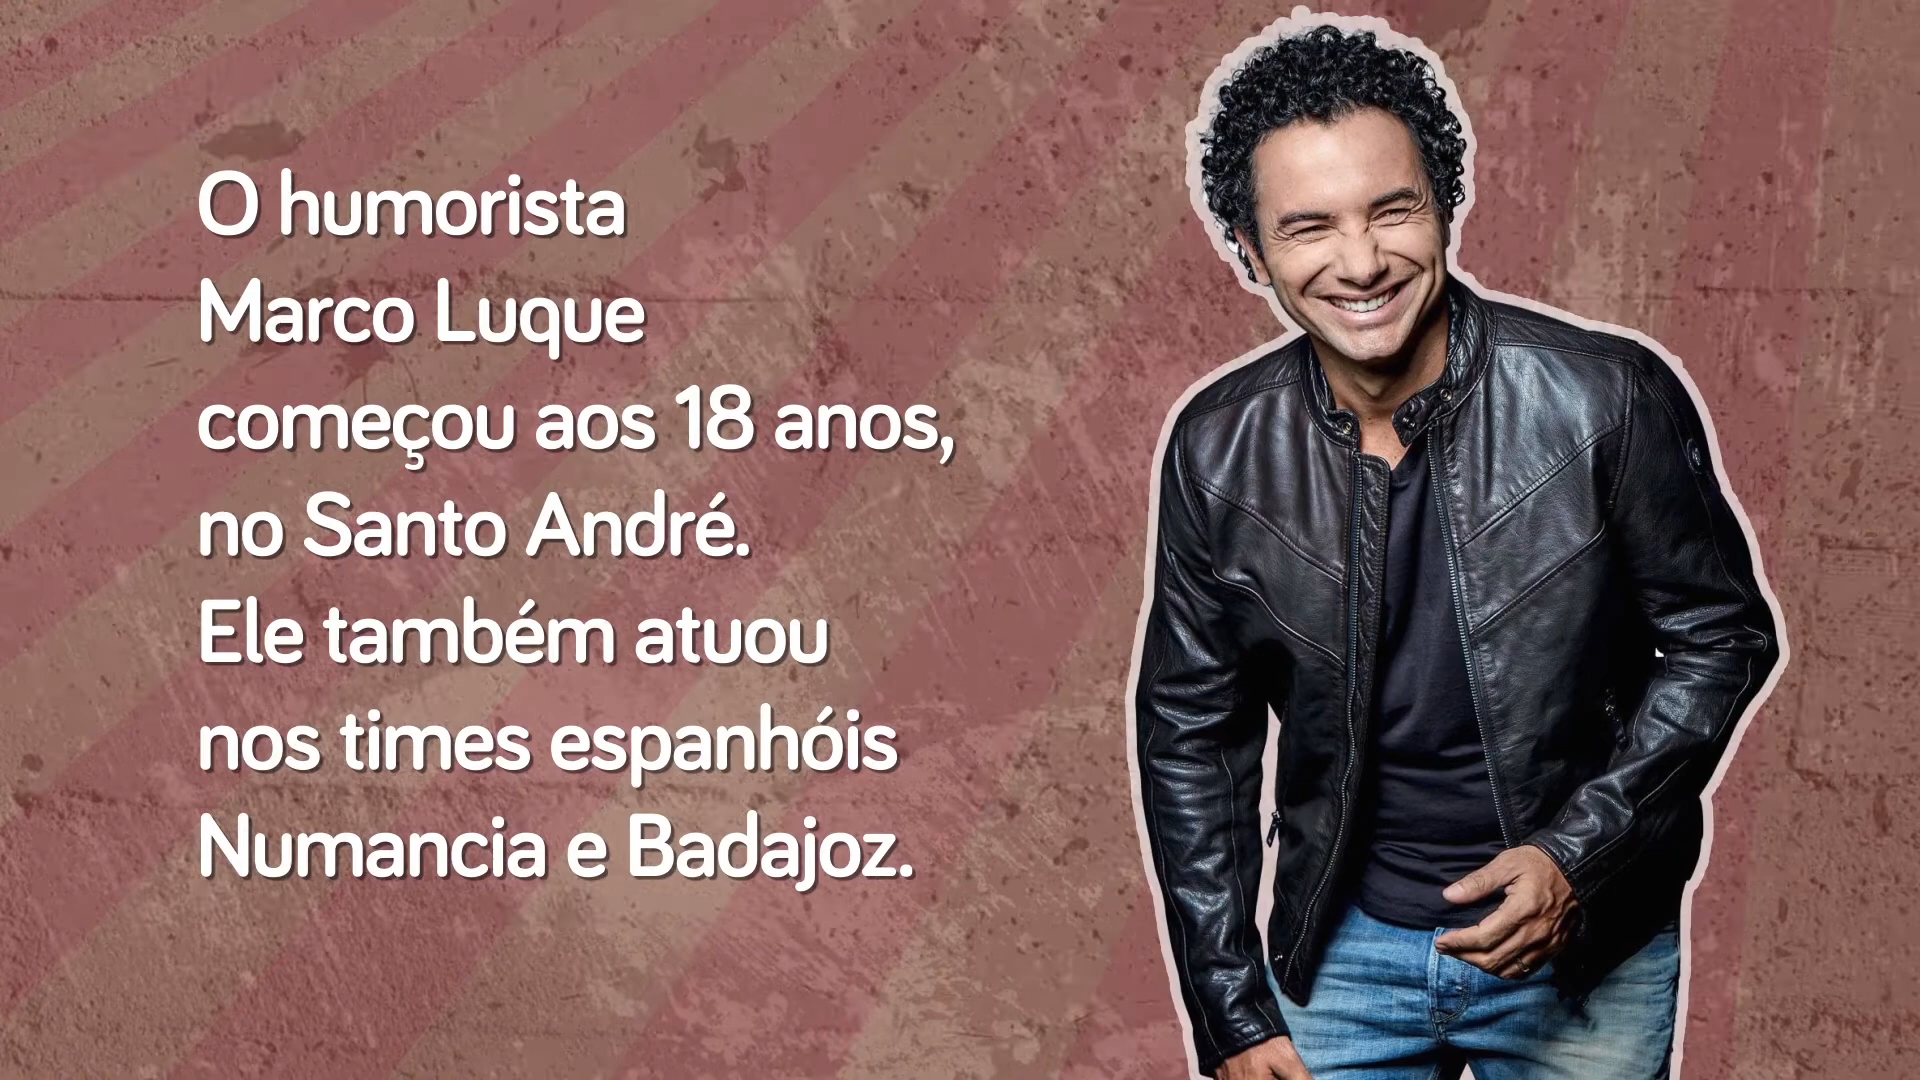 O humorista
Marco Luque
começou aos 18 anos,
no Santo André.
Ele também atuou
nos times espanhóis
Numancia e Badajoz.